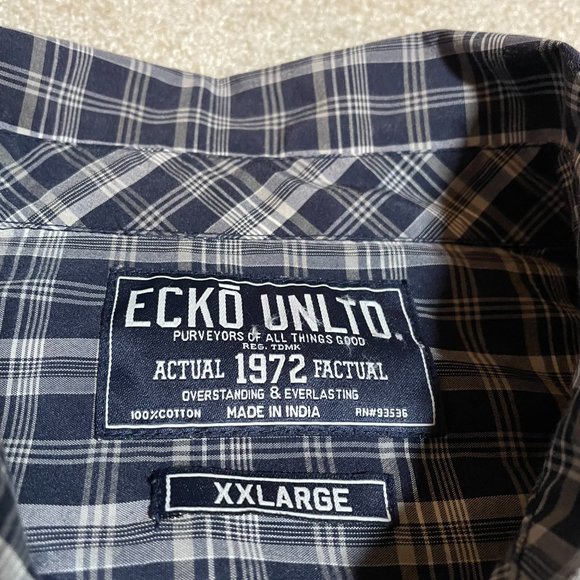 ECKŌ UNLTD.
PURVEYORS OF ALL THINGS GOOD
REG. TDMK
ACTUAL 1972 FACTUAL
OVERSTANDING & EVERLASTING
100%COTTON MADE IN INDIA RN#93536
XXLARGE